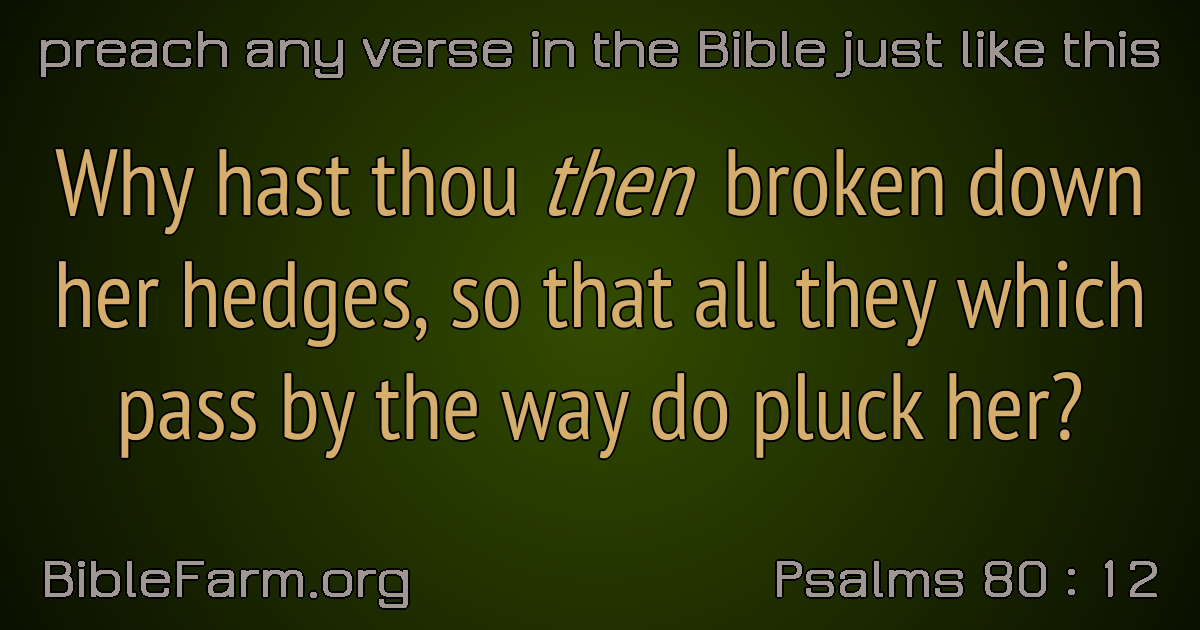 preach any verse in the Bible just like this
Why hast thou then broken down
her hedges, so that all they which
pass by the way do pluck her?
BibleFarm.org
Psalms 80 : 12